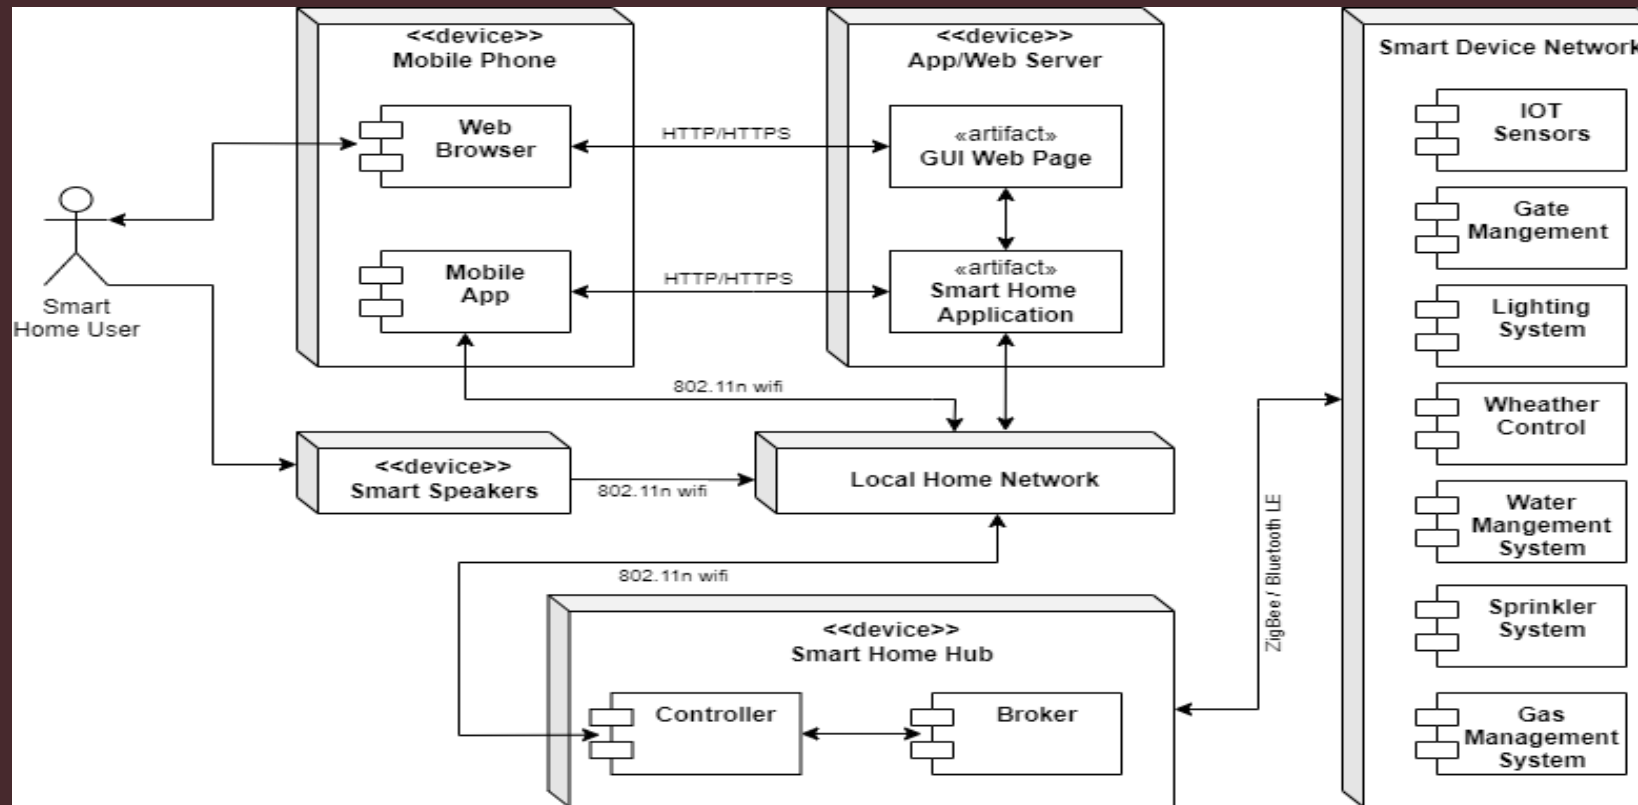 <<device>>
Mobile Phone
Web
Browser
Mobile
App
HTTP/HTTPS
HTTP/HTTPS
<<device>>
App/Web Server
«artifact»
GUI Web Page
«artifact»
Smart Home
Application
Smart
Home User
802.11n wifi
<<device>>
Smart Speakers
802.11n wifi
Local Home Network
802.11n wifi
<<device>>
Smart Home Hub
Controller
Broker
ZigBee / Bluetooth LE
Smart Device Network
IOT
Sensors
Gate
Mangement
Lighting
System
Wheather
Control
Water
Mangement
System
Sprinkler
System
Gas
Management
System